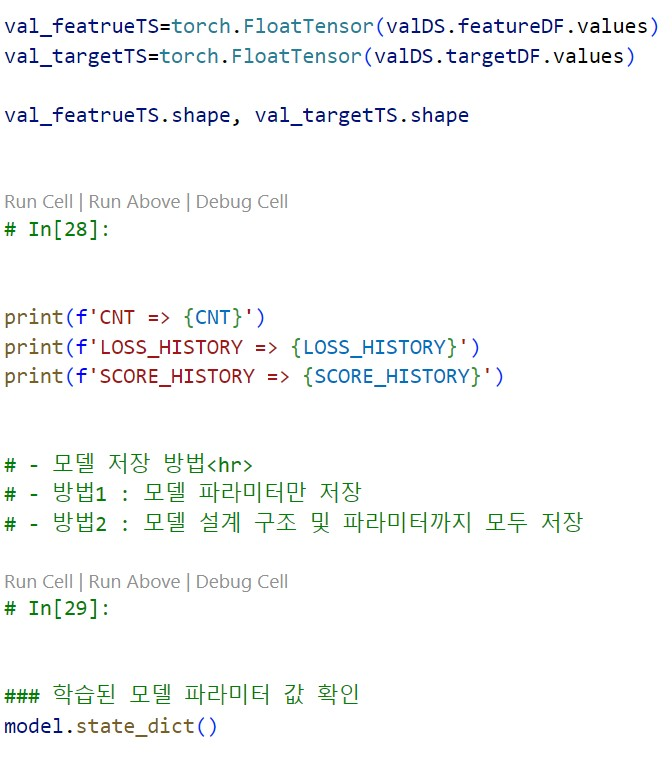 val_featrueTS=torch.FloatTensor(valDS.featureDF.values)
val_targetTS=torch.FloatTensor(valDS.targetDF.values)
val_featrueTS.shape, val_targetTS.shape
Run Cell | Run Above | Debug Cell
# In[28]:
print(f'CNT => {CNT}')
print(f'LOSS_HISTORY => {LOSS_HISTORY}')
print(f'SCORE_HISTORY => {SCORE_HISTORY}')
# - 모델 저장 방법<hr>
# - 방법1 : 모델 파라미터만 저장
# - 방법2 : 모델 설계 구조 및 파라미터까지 모두 저장
Run Cell | Run Above | Debug Cell
# In[29]:
### 학습된 모델 파라미터 값 확인
model.state_dict()